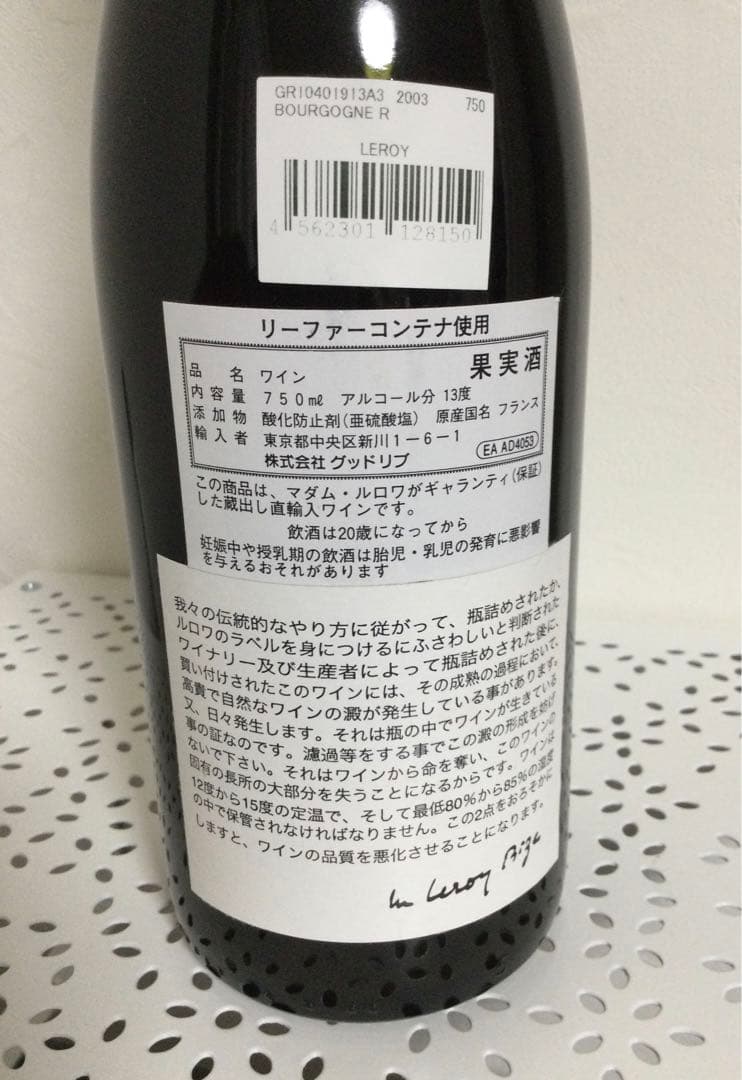 GRI0401913A3 2003 750
BOURGOGNE R
LEROY
4 562301 128150
リーファーコンテナ使用
果実酒
品名 ワイン
内容量 750㎖ アルコール分 13度
添加物 酸化防止剤(亜硫酸塩) 原産国名 フランス
輸入者 東京都中央区新川1-6-1
株式会社 グッドリブ
EA AD4053
この商品は、マダム・ルロワがギャランティ(保証)
した蔵出し直輸入ワインです。
飲酒は20歳になってから
妊娠中や授乳期の飲酒は胎児・乳児の発育に悪影響
を与えるおそれがあります
我々の伝統的なやり方に従がって、瓶詰めされたか、
ルロワのラベルを身につけるにふさわしいと判断された
ワイナリー及び生産者によって瓶詰めされた後に、
買い付けされたこのワインには、その成熟の過程において、
高貴で自然なワインの澱が発生している事があります。
又、日々発生します。それは瓶の中でワインが生きている
事の証なのです。濾過等をする事でこの澱の形成を妨げ
ないで下さい。それはワインから命を奪い、このワインの
固有の長所の大部分を失うことになるからです。ワインは
12度から15度の定温で、そして最低80%から85%の湿度
の中で保管されなければなりません。この2点をおろそかに
しますと、ワインの品質を悪化させることになります。
Leroy Bize